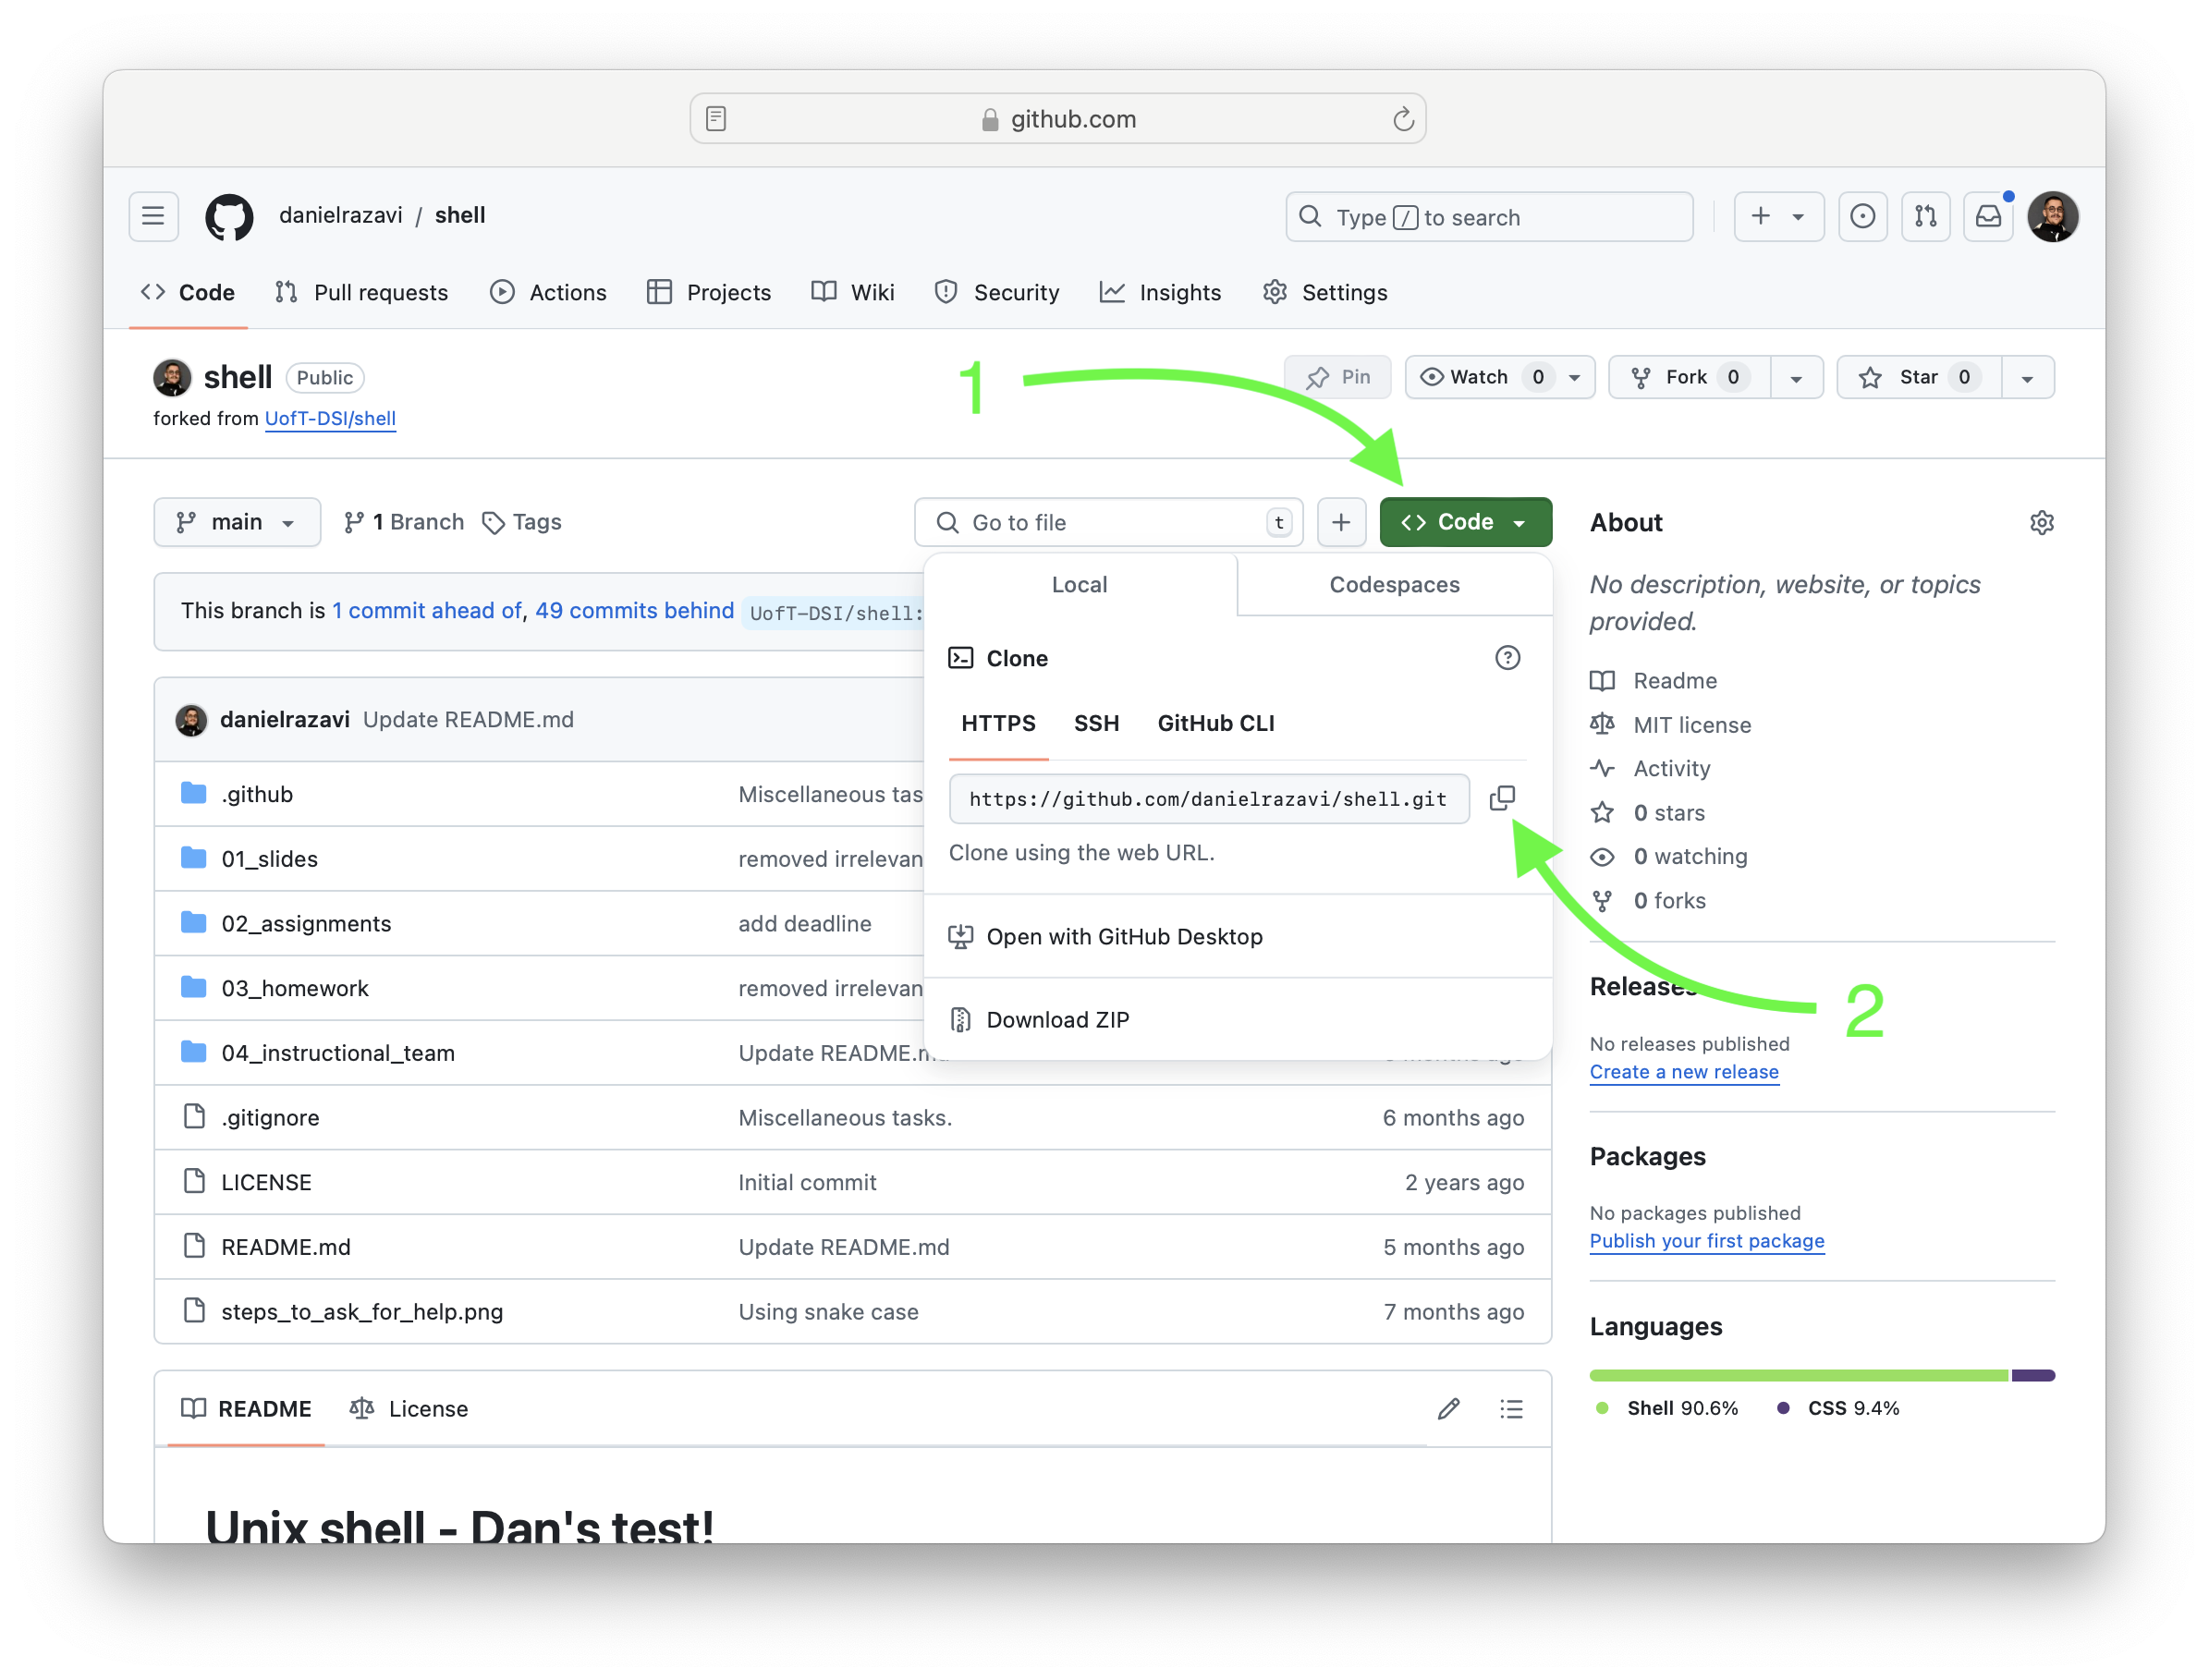 github.com
danielrazavi / shell
Type / to search
Code
Pull requests
Actions
Projects
Wiki
Security
Insights
Settings
shell Public
forked from UofT-DSI/shell
1
Pin
Watch 0
Fork 0
Star 0
main
1 Branch
Tags
Go to file t
Code
This branch is 1 commit ahead of, 49 commits behind UofT-DSI/shell:
Local
Codespaces
Clone
HTTPS
SSH
GitHub CLI
https://github.com/danielrazavi/shell.git
Clone using the web URL.
Open with GitHub Desktop
Download ZIP
2
danielrazavi Update README.md
.github
Miscellaneous tas
01_slides
removed irrelevan
02_assignments
add deadline
03_homework
removed irrelevan
04_instructional_team
Update README.m
.gitignore
Miscellaneous tasks.
6 months ago
LICENSE
Initial commit
2 years ago
README.md
Update README.md
5 months ago
steps_to_ask_for_help.png
Using snake case
7 months ago
README
License
Unix shell - Dan's test!
About
No description, website, or topics
provided.
Readme
MIT license
Activity
0 stars
0 watching
0 forks
Releases
No releases published
Create a new release
Packages
No packages published
Publish your first package
Languages
Shell 90.6%
CSS 9.4%